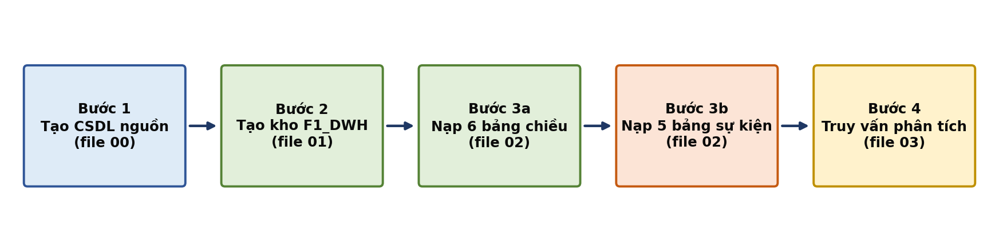 Bước 1
Tạo CSDL nguồn
(file 00)
Bước 2
Tạo kho F1_DWH
(file 01)
Bước 3a
Nạp 6 bảng chiều
(file 02)
Bước 3b
Nạp 5 bảng sự kiện
(file 02)
Bước 4
Truy vấn phân tích
(file 03)